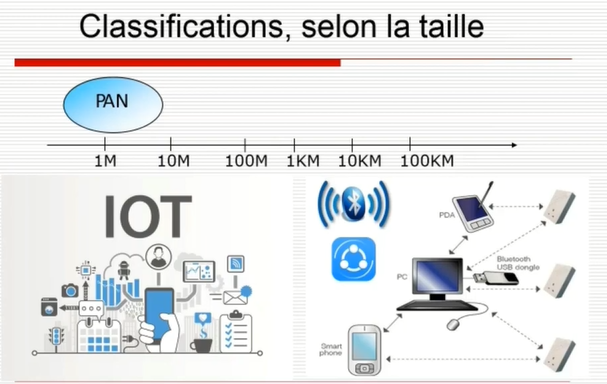 Classifications, selon la taille
PAN
1M 10M 100M 1KM 10KM 100KM
IOT
PDA
Bluetooth
USB dongle
PC
Smart
phone